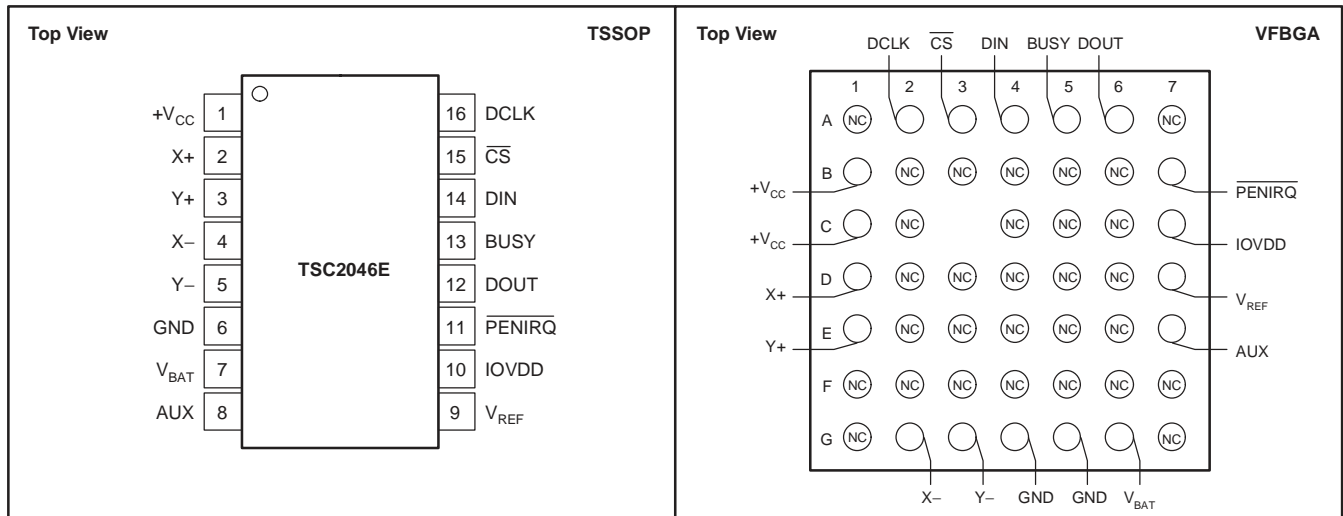 Top View TSSOP
+VCC 1 16 DCLK
X+ 2 15 CS
Y+ 3 14 DIN
X− 4 13 BUSY
TSC2046E
Y− 5 12 DOUT
GND 6 11 PENIRQ
VBAT 7 10 IOVDD
AUX 8 9 VREF
Top View VFBGA
DCLK CS DIN BUSY DOUT
1 2 3 4 5 6 7
A NC NC
B NC NC NC NC NC
+VCC PENIRQ
C NC NC NC NC
+VCC IOVDD
D NC NC NC NC NC
X+ VREF
E NC NC NC NC NC
Y+ AUX
F NC NC NC NC NC NC NC
G NC NC
X− Y− GND GND VBAT